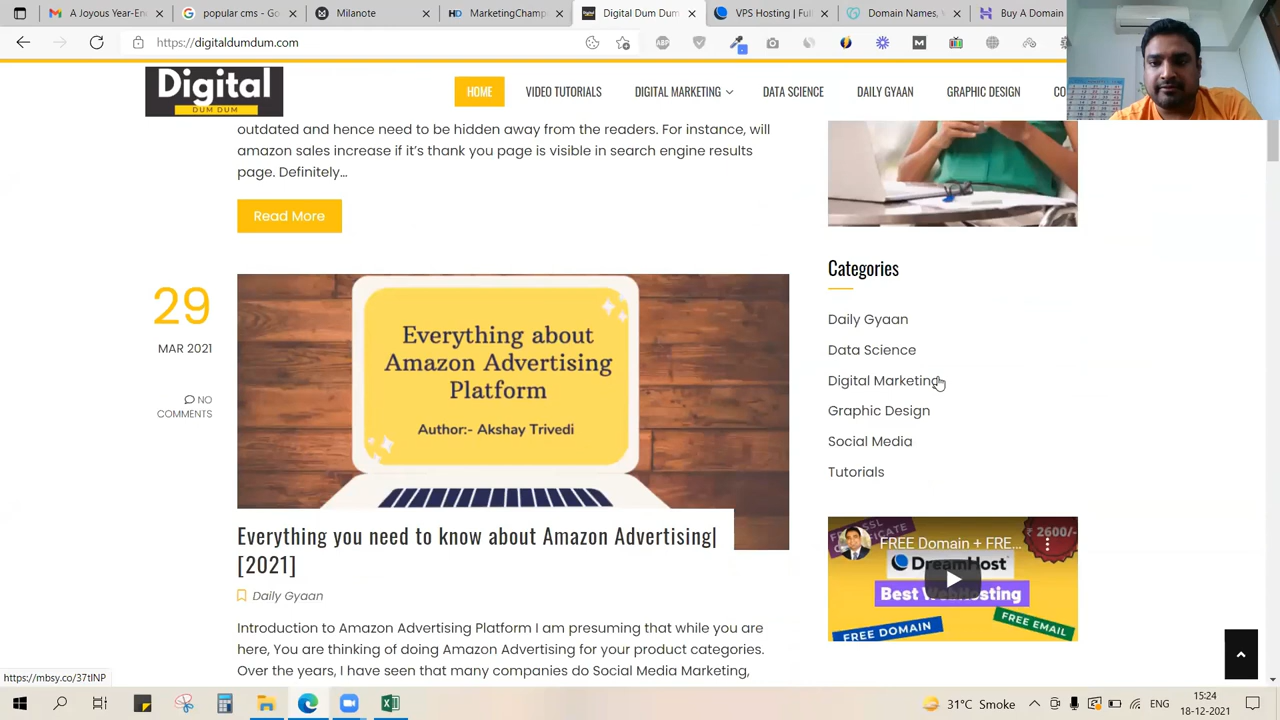 A Joyous Renew
popular cms - Go
Milanote
MarketingChamp
Digital Dum Dum
VPS Hosting | Full
Domain Names, W
Buy A Domain
https://digitaldumdum.com
Digital
DUM DUM
HOME
VIDEO TUTORIALS
DIGITAL MARKETING
DATA SCIENCE
DAILY GYAAN
GRAPHIC DESIGN
CO
outdated and hence need to be hidden away from the readers. For instance, will
amazon sales increase if it's thank you page is visible in search engine results
page. Definitely...
Read More
29
MAR 2021
NO
COMMENTS
Everything about
Amazon Advertising
Platform
Author:- Akshay Trivedi
Everything you need to know about Amazon Advertising|
[2021]
Daily Gyaan
Introduction to Amazon Advertising Platform I am presuming that while you are
here, You are thinking of doing Amazon Advertising for your product categories.
Over the years, I have seen that many companies do Social Media Marketing,
Categories
Daily Gyaan
Data Science
Digital Marketing
Graphic Design
Social Media
Tutorials
SSL
CERTIFICATE
₹ 2600/-
FREE Domain + FRE...
DreamHost
Best WebHosting
FREE DOMAIN
FREE EMAIL
https://mbsy.co/37tlNP
31°C Smoke
ENG
15:24
18-12-2021